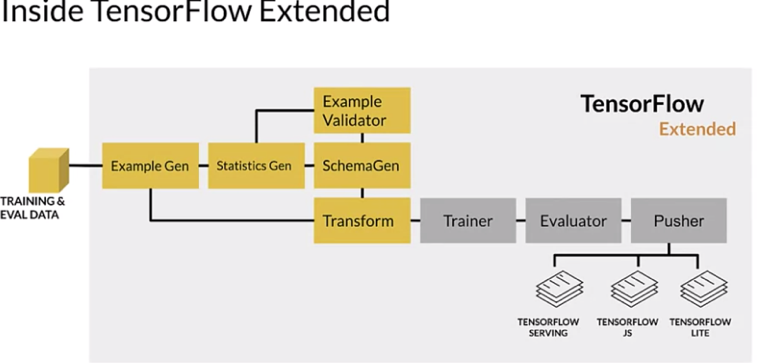 Inside TensorFlow Extended
TensorFlow
Extended
Example
Validator
Example Gen
Statistics Gen
SchemaGen
TRAINING &
EVAL DATA
Transform
Trainer
Evaluator
Pusher
TENSORFLOW
SERVING
TENSORFLOW
JS
TENSORFLOW
LITE